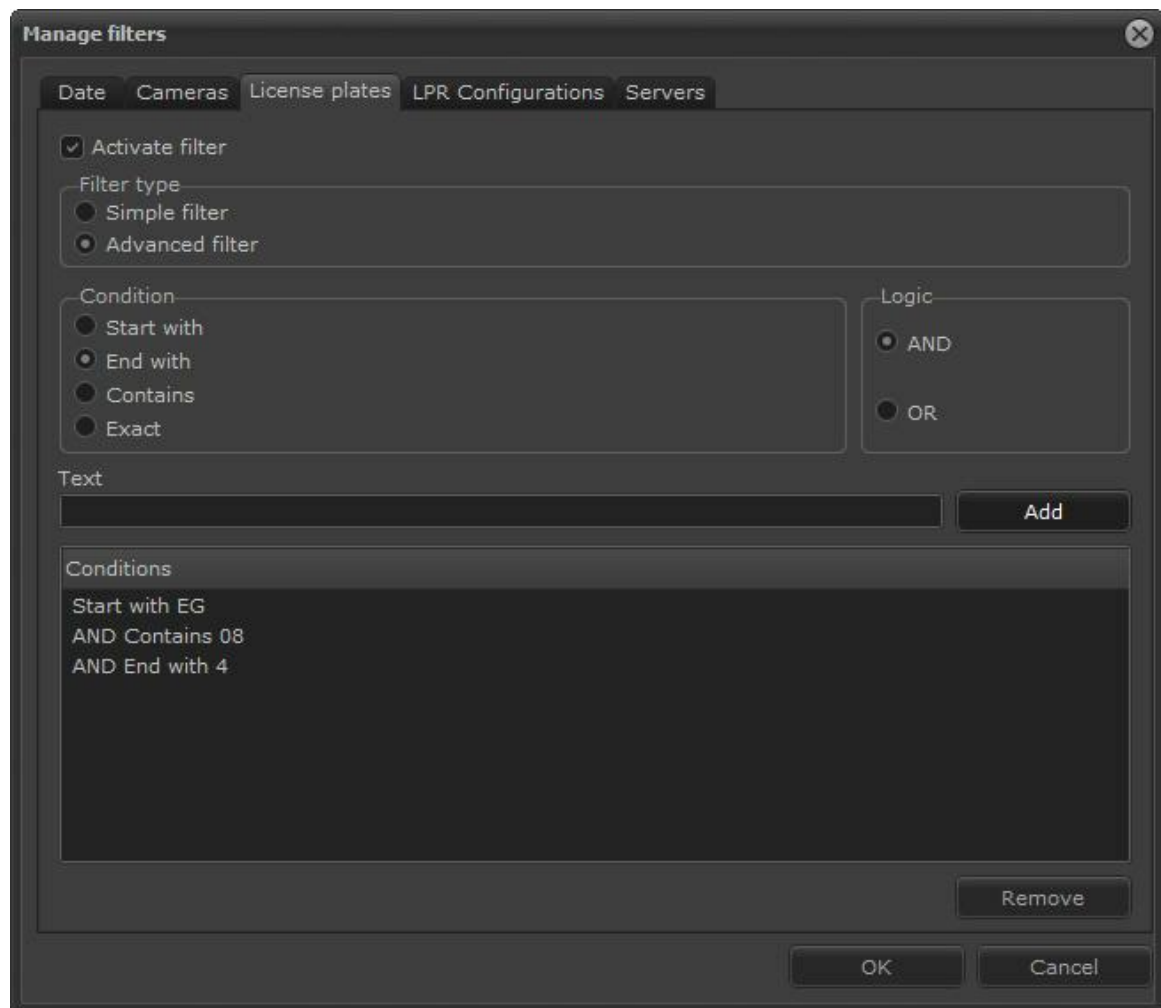 Manage filters
Date Cameras License plates LPR Configurations Servers
Activate filter
Filter type
Simple filter
Advanced filter
Condition
Start with
End with
Contains
Exact
Logic
AND
OR
Text
Add
Conditions
Start with EG
AND Contains 08
AND End with 4
Remove
OK Cancel